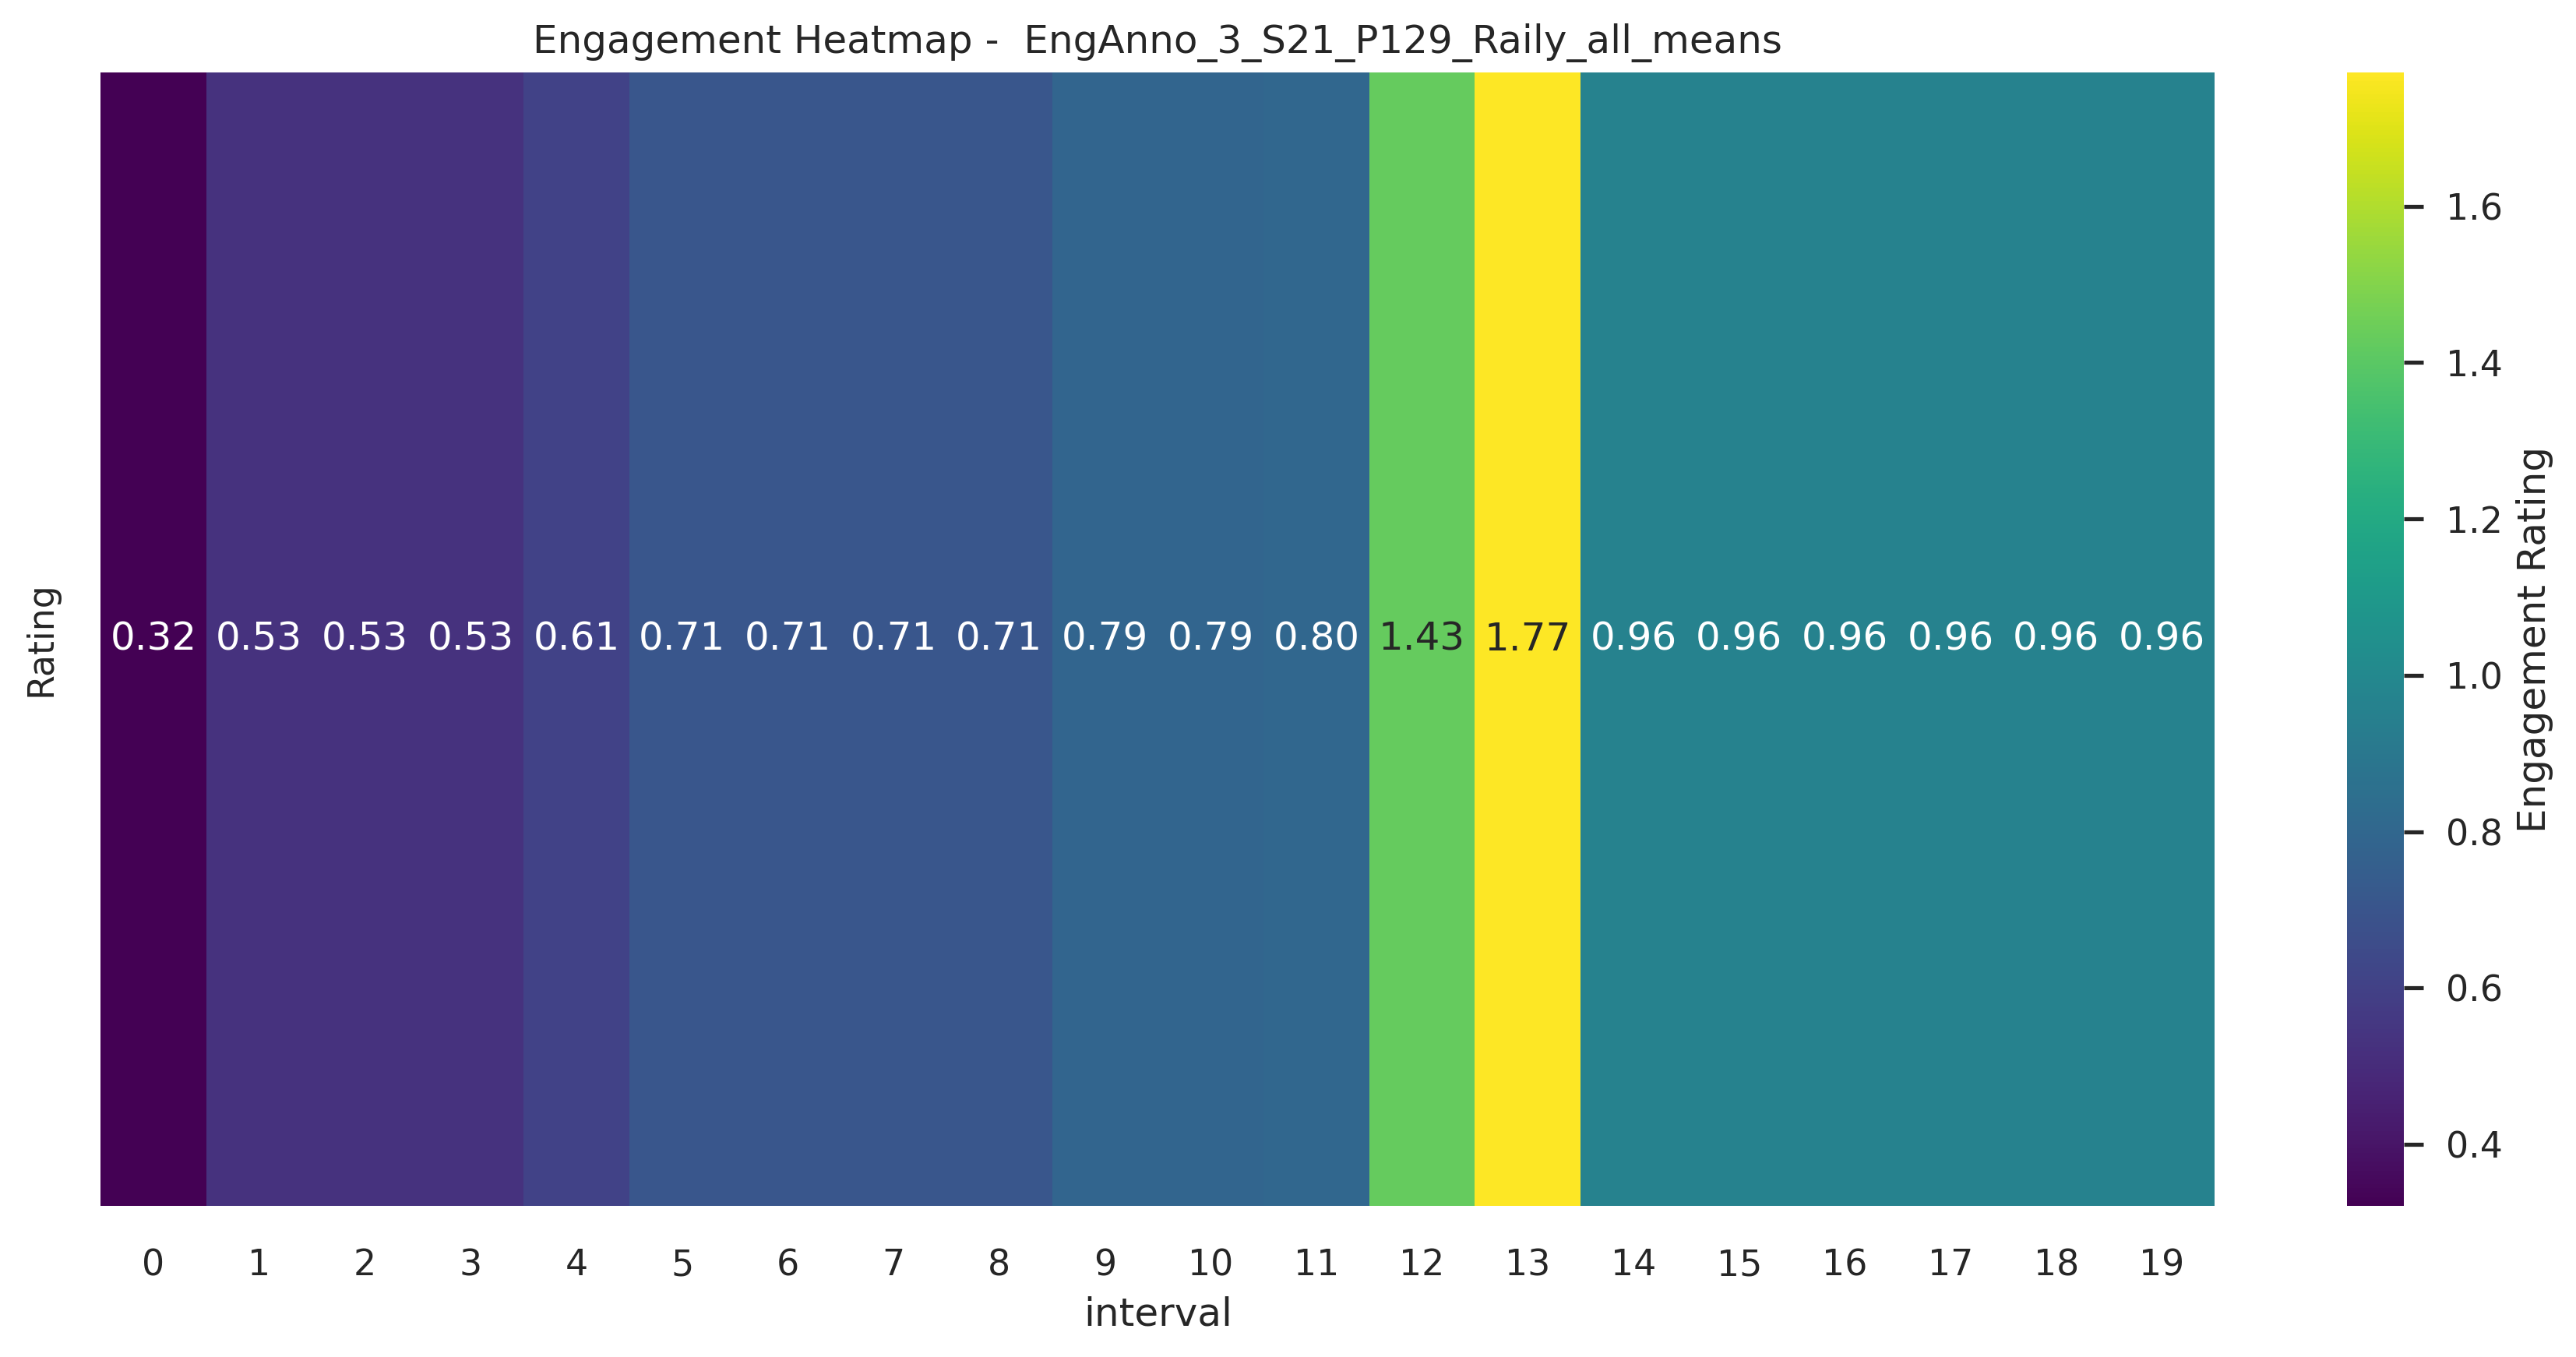 Engagement Heatmap -  EngAnno_3_S21_P129_Raily_all_means
Rating
0.32 0.53 0.53 0.53 0.61 0.71 0.71 0.71 0.71 0.79 0.79 0.80 1.43 1.77 0.96 0.96 0.96 0.96 0.96 0.96
0 1 2 3 4 5 6 7 8 9 10 11 12 13 14 15 16 17 18 19
interval
1.6
1.4
1.2
1.0
0.8
0.6
0.4
Engagement Rating